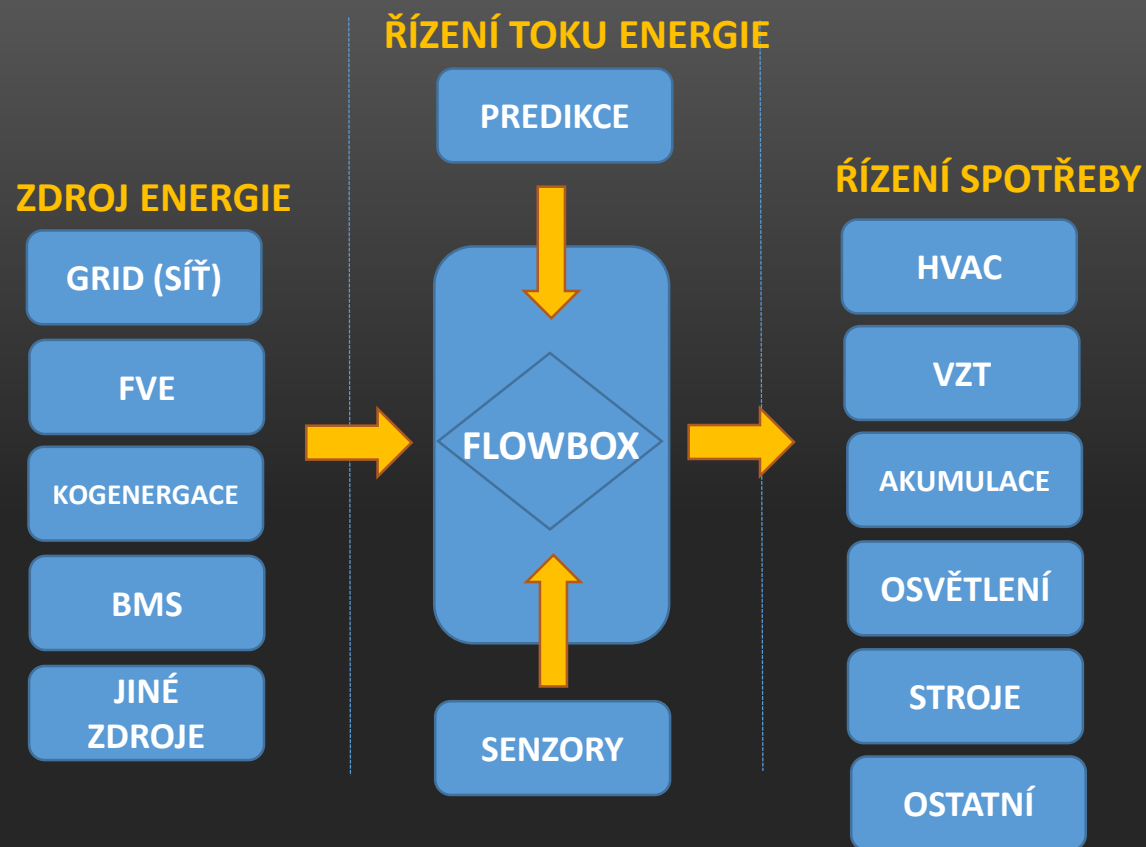 ŘÍZENÍ TOKU ENERGIE
PREDIKCE
ZDROJ ENERGIE
GRID (SÍŤ)
FVE
KOGENERGACE
BMS
JINÉ
ZDROJE
FLOWBOX
SENZORY
ŘÍZENÍ SPOTŘEBY
HVAC
VZT
AKUMULACE
OSVĚTLENÍ
STROJE
OSTATNÍ